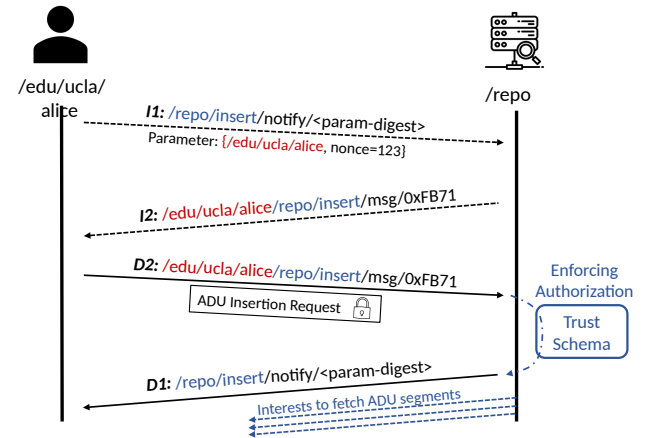 /edu/ucla/
alice
/repo
I1: /repo/insert/notify/<param-digest>
Parameter: {/edu/ucla/alice, nonce=123}
I2: /edu/ucla/alice/repo/insert/msg/0xFB71
D2: /edu/ucla/alice/repo/insert/msg/0xFB71
ADU Insertion Request
Enforcing
Authorization
Trust
Schema
D1: /repo/insert/notify/<param-digest>
Interests to fetch ADU segments